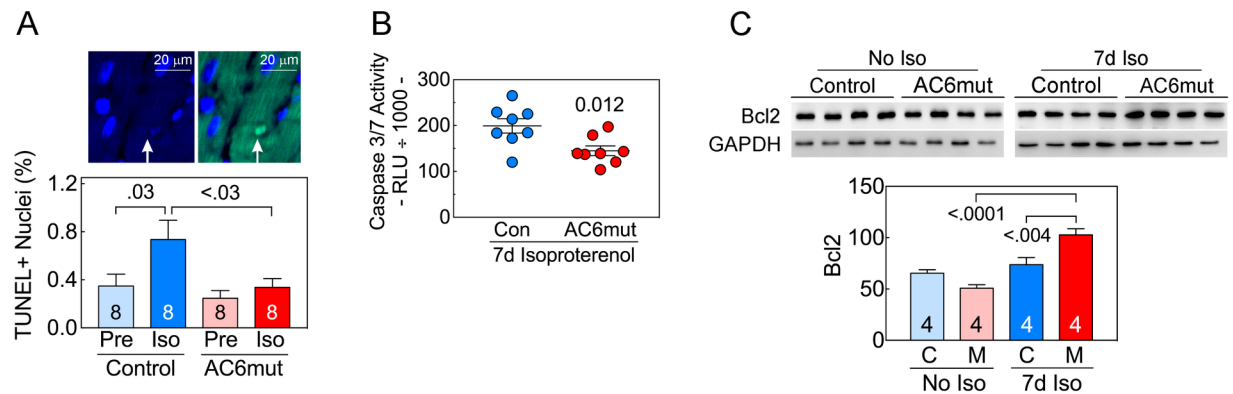 A
20 μm
20 μm
TUNEL+ Nuclei (%)
1.2
0.8
0.4
0.0
.03
<.03
8
8
8
8
Pre
Iso
Pre
Iso
Control
AC6mut
B
Caspase 3/7 Activity
- RLU ÷ 1000 -
300
200
100
0
0.012
Con
AC6mut
7d Isoproterenol
C
No Iso
7d Iso
Control
AC6mut
Control
AC6mut
Bcl2
GAPDH
Bcl2
150
100
50
0
<.0001
<.004
4
4
4
4
C
M
C
M
No Iso
7d Iso